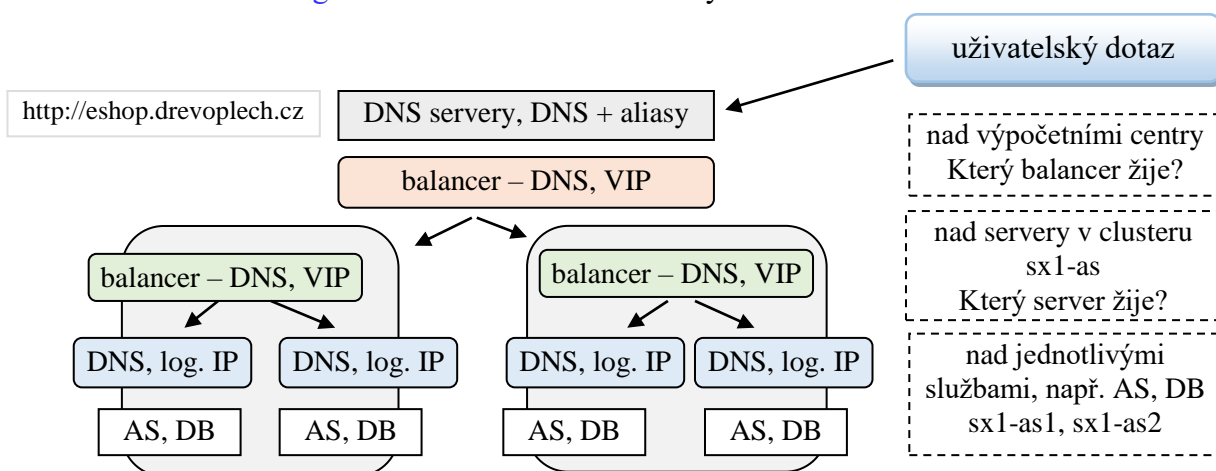 uživatelský dotaz
http://eshop.drevoplech.cz
DNS servery, DNS + aliasy
nad výpočetními centry
Který balancer žije?
balancer – DNS, VIP
nad servery v clusteru
sx1-as
Který server žije?
balancer – DNS, VIP
balancer – DNS, VIP
DNS, log. IP
DNS, log. IP
DNS, log. IP
DNS, log. IP
nad jednotlivými
službami, např. AS, DB
sx1-as1, sx1-as2
AS, DB
AS, DB
AS, DB
AS, DB